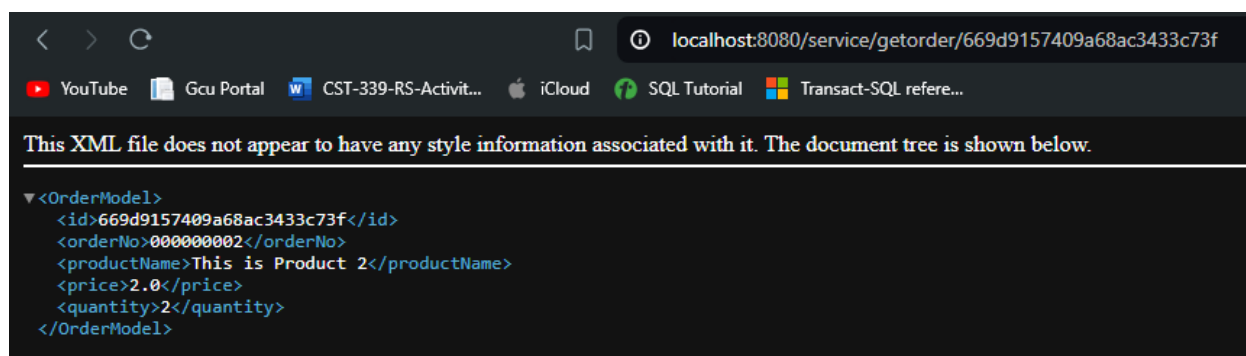 localhost:8080/service/getorder/669d9157409a68ac3433c73f
YouTube Gcu Portal W CST-339-RS-Activit... iCloud SQL Tutorial Transact-SQL refere...
This XML file does not appear to have any style information associated with it. The document tree is shown below.
▼<OrderModel>
<id>669d9157409a68ac3433c73f</id>
<orderNo>000000002</orderNo>
<productName>This is Product 2</productName>
<price>2.0</price>
<quantity>2</quantity>
</OrderModel>